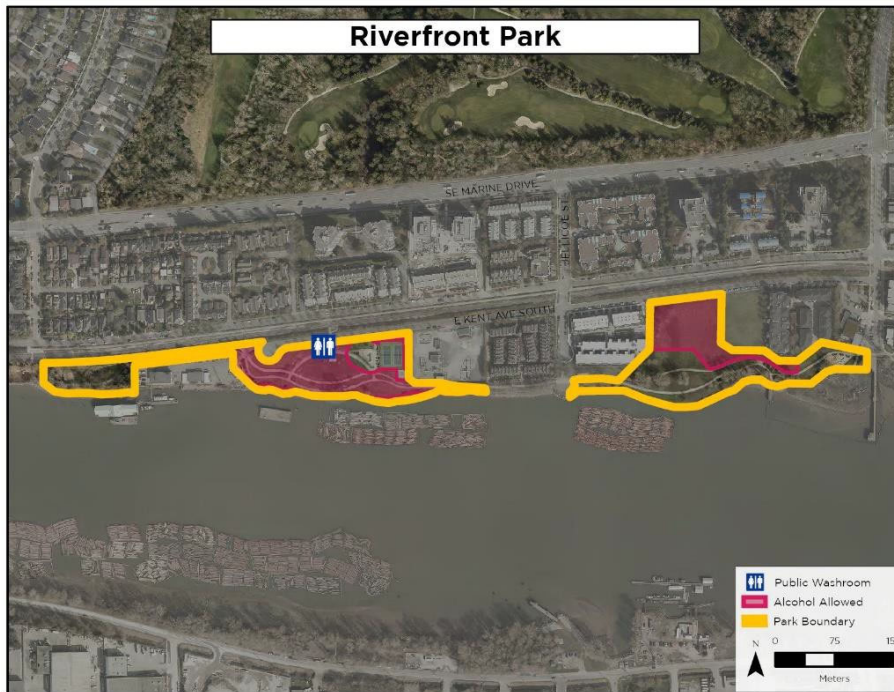 Riverfront Park
SE MARINE DRIVE
JELLICOE ST
E KENT AVE SOUTH
Public Washroom
Alcohol Allowed
Park Boundary
N
0 75 15
Meters